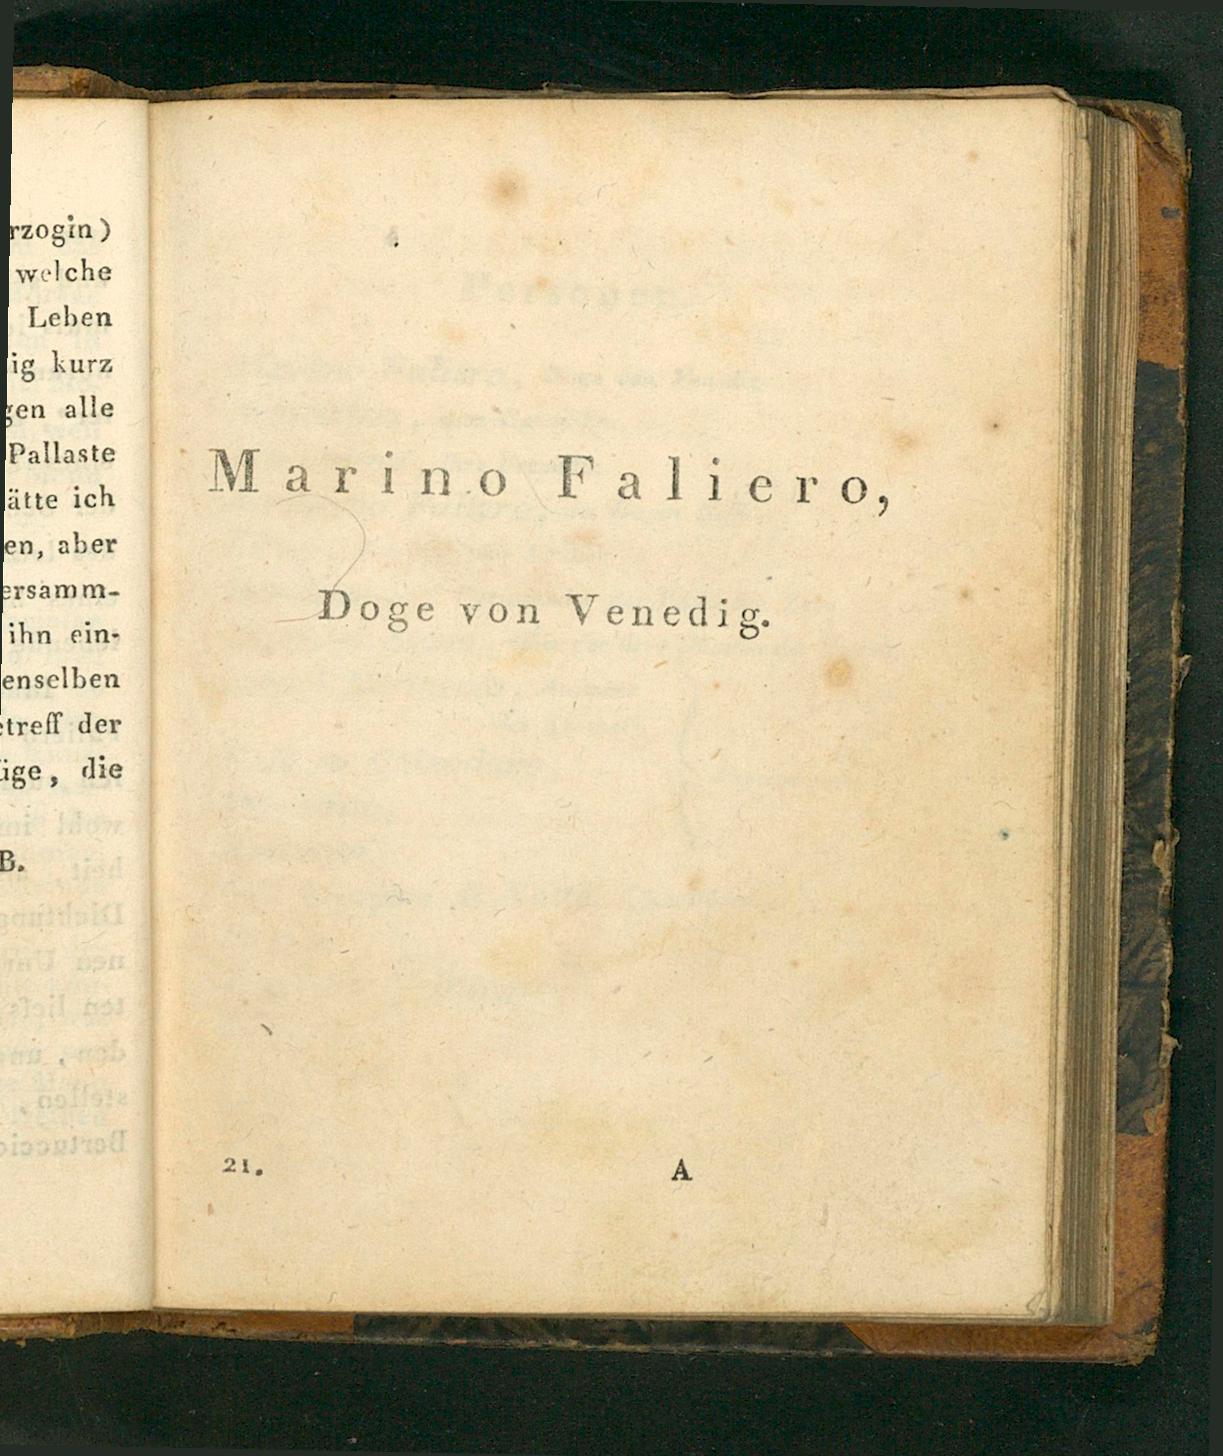 rzogin)
welche
Leben
ig kurz
gen alle
Pallaste
ätte ich
en, aber
ersamm-
ihn ein-
enselben
etreff der
üge, die
B.
Marino Faliero,
Doge von Venedig.
21. A